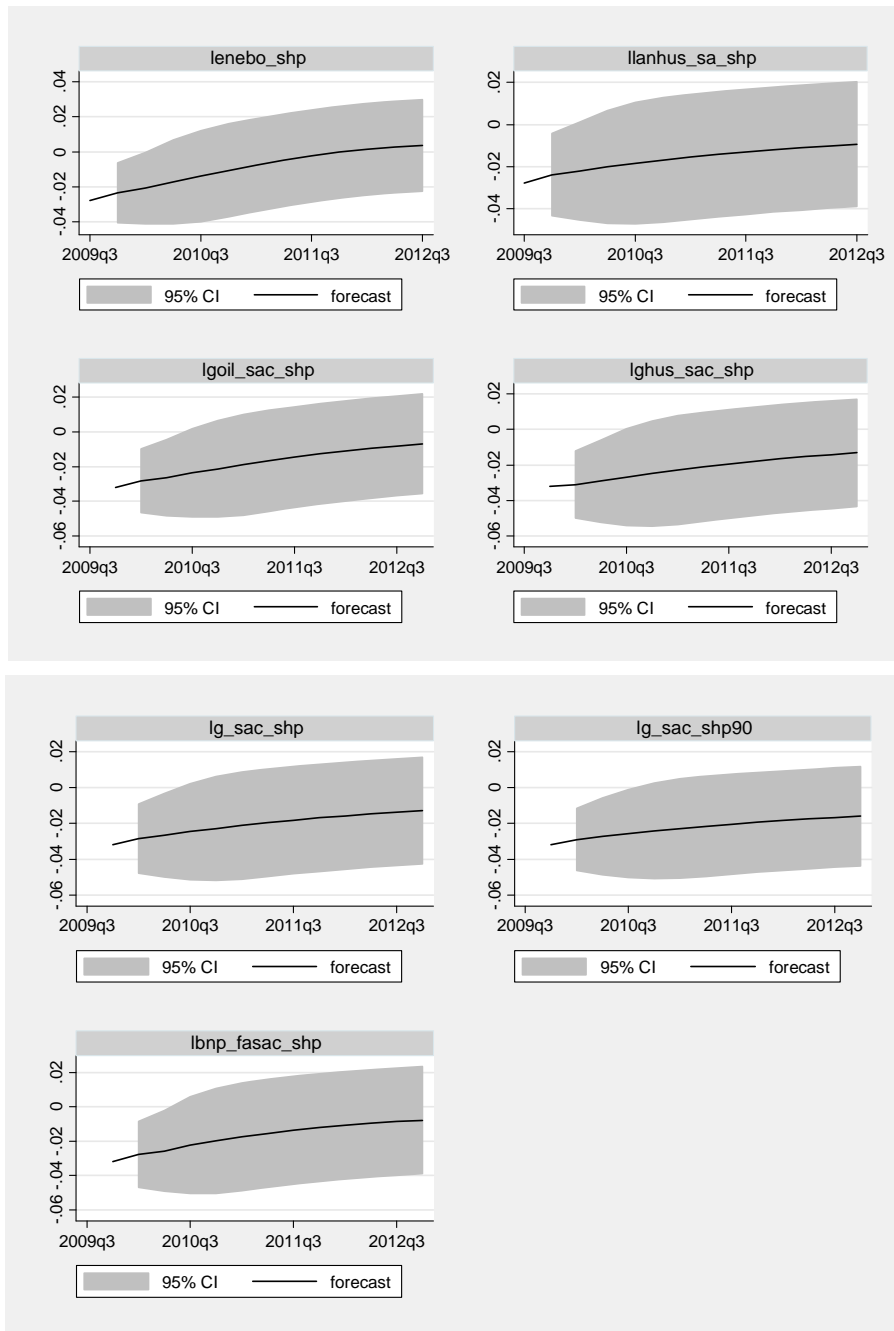 lenebo_shp
.04
.02
0
-.02
-.04
2009q3 2010q3 2011q3 2012q3
95% CI forecast
llanhus_sa_shp
.02
0
-.02
-.04
2009q3 2010q3 2011q3 2012q3
95% CI forecast
lgoil_sac_shp
.02
0
-.02
-.04
-.06
2009q3 2010q3 2011q3 2012q3
95% CI forecast
lghus_sac_shp
.02
0
-.02
-.04
-.06
2009q3 2010q3 2011q3 2012q3
95% CI forecast
lg_sac_shp
.02
0
-.02
-.04
-.06
2009q3 2010q3 2011q3 2012q3
95% CI forecast
lg_sac_shp90
.02
0
-.02
-.04
-.06
2009q3 2010q3 2011q3 2012q3
95% CI forecast
lbnp_fasac_shp
.02
0
-.02
-.04
-.06
2009q3 2010q3 2011q3 2012q3
95% CI forecast